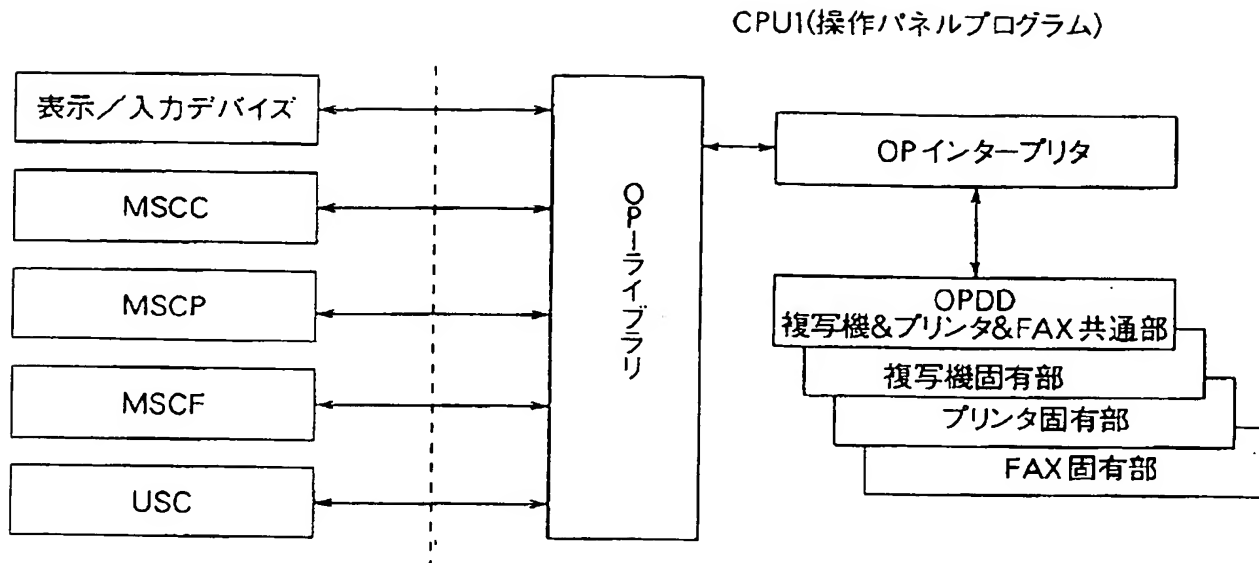 CPU1(操作パネルプログラム)
表示／入力デバイズ
MSCC
MSCP
MSCF
USC
OPーライブラリ
OPインタープリタ
OPDD
複写機&プリンタ&FAX共通部
複写機固有部
プリンタ固有部
FAX固有部